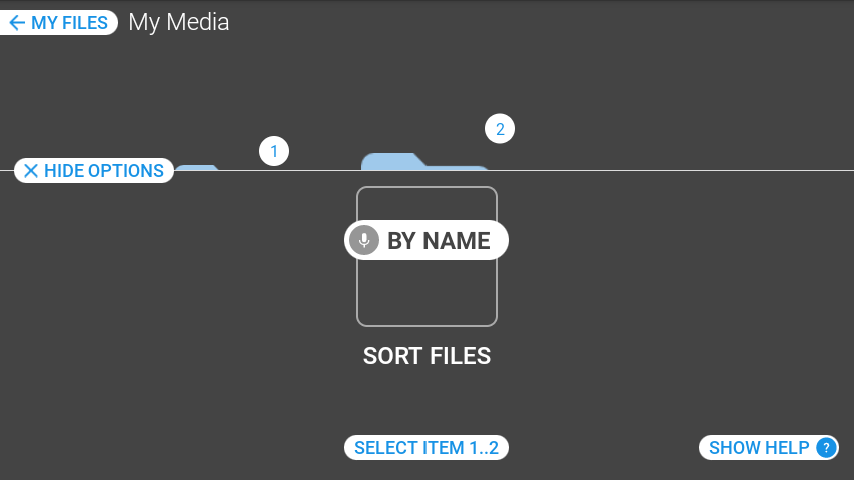 MY FILES My Media
1
2
HIDE OPTIONS
BY NAME
SORT FILES
SELECT ITEM 1..2
SHOW HELP ?